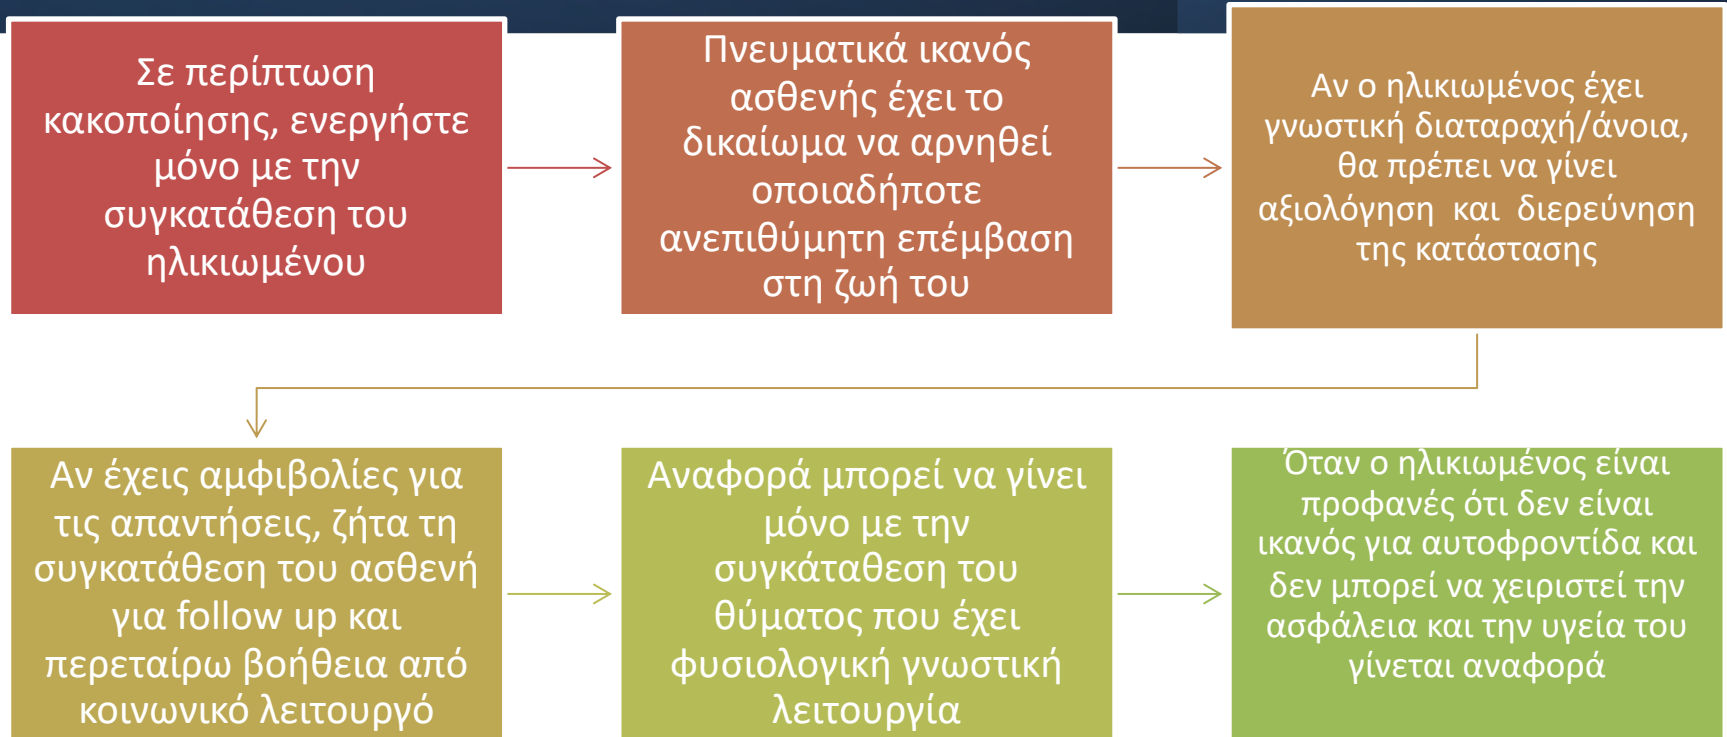 Σε περίπτωση
κακοποίησης, ενεργήστε
μόνο με την
συγκατάθεση του
ηλικιωμένου
Πνευματικά ικανός
ασθενής έχει το
δικαίωμα να αρνηθεί
οποιαδήποτε
ανεπιθύμητη επέμβαση
στη ζωή του
Αν ο ηλικιωμένος έχει
γνωστική διαταραχή/άνοια,
θα πρέπει να γίνει
αξιολόγηση και διερεύνηση
της κατάστασης
Αν έχεις αμφιβολίες για
τις απαντήσεις, ζήτα τη
συγκατάθεση του ασθενή
για follow up και
περεταίρω βοήθεια από
κοινωνικό λειτουργό
Αναφορά μπορεί να γίνει
μόνο με την
συγκάταθεση του
θύματος που έχει
φυσιολογική γνωστική
λειτουργία
Όταν ο ηλικιωμένος είναι
προφανές ότι δεν είναι
ικανός για αυτοφροντίδα και
δεν μπορεί να χειριστεί την
ασφάλεια και την υγεία του
γίνεται αναφορά